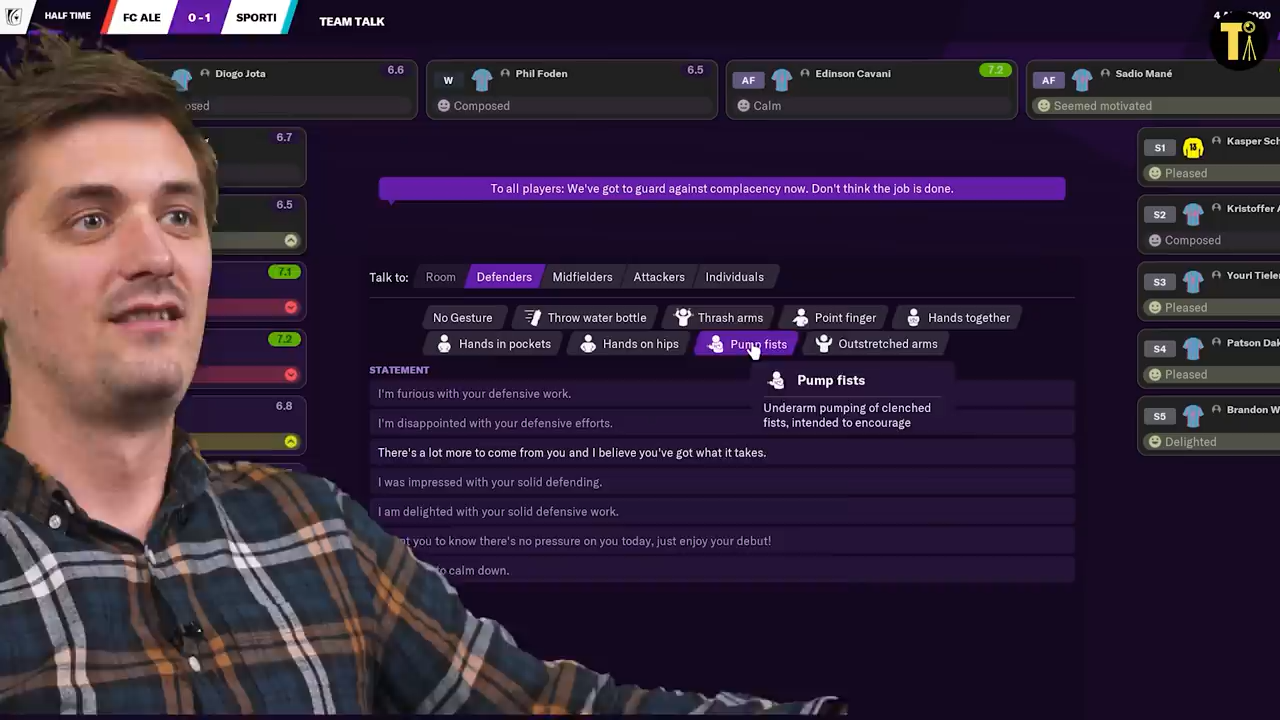 HALF TIME
FC ALE
0 - 1
SPORTI
TEAM TALK
2020
Diogo Jota
6.6
W
Phil Foden
6.5
Composed
AF
Edinson Cavani
7.2
Calm
AF
Sadio Mané
Seemed motivated
6.7
6.5
7.1
7.2
6.8
To all players: We've got to guard against complacency now. Don't think the job is done.
Talk to:
Room
Defenders
Midfielders
Attackers
Individuals
No Gesture
Throw water bottle
Thrash arms
Point finger
Hands together
Hands in pockets
Hands on hips
Pump fists
Outstretched arms
Pump fists
Underarm pumping of clenched
fists, intended to encourage
STATEMENT
I'm furious with your defensive work.
I'm disappointed with your defensive efforts.
There's a lot more to come from you and I believe you've got what it takes.
I was impressed with your solid defending.
I am delighted with your solid defensive work.
you to know there's no pressure on you today, just enjoy your debut!
to calm down.
S1
13
Kasper Sch
Pleased
S2
Kristoffer A
Composed
S3
Youri Tiele
Pleased
S4
Patson Dak
Pleased
S5
Brandon W
Delighted